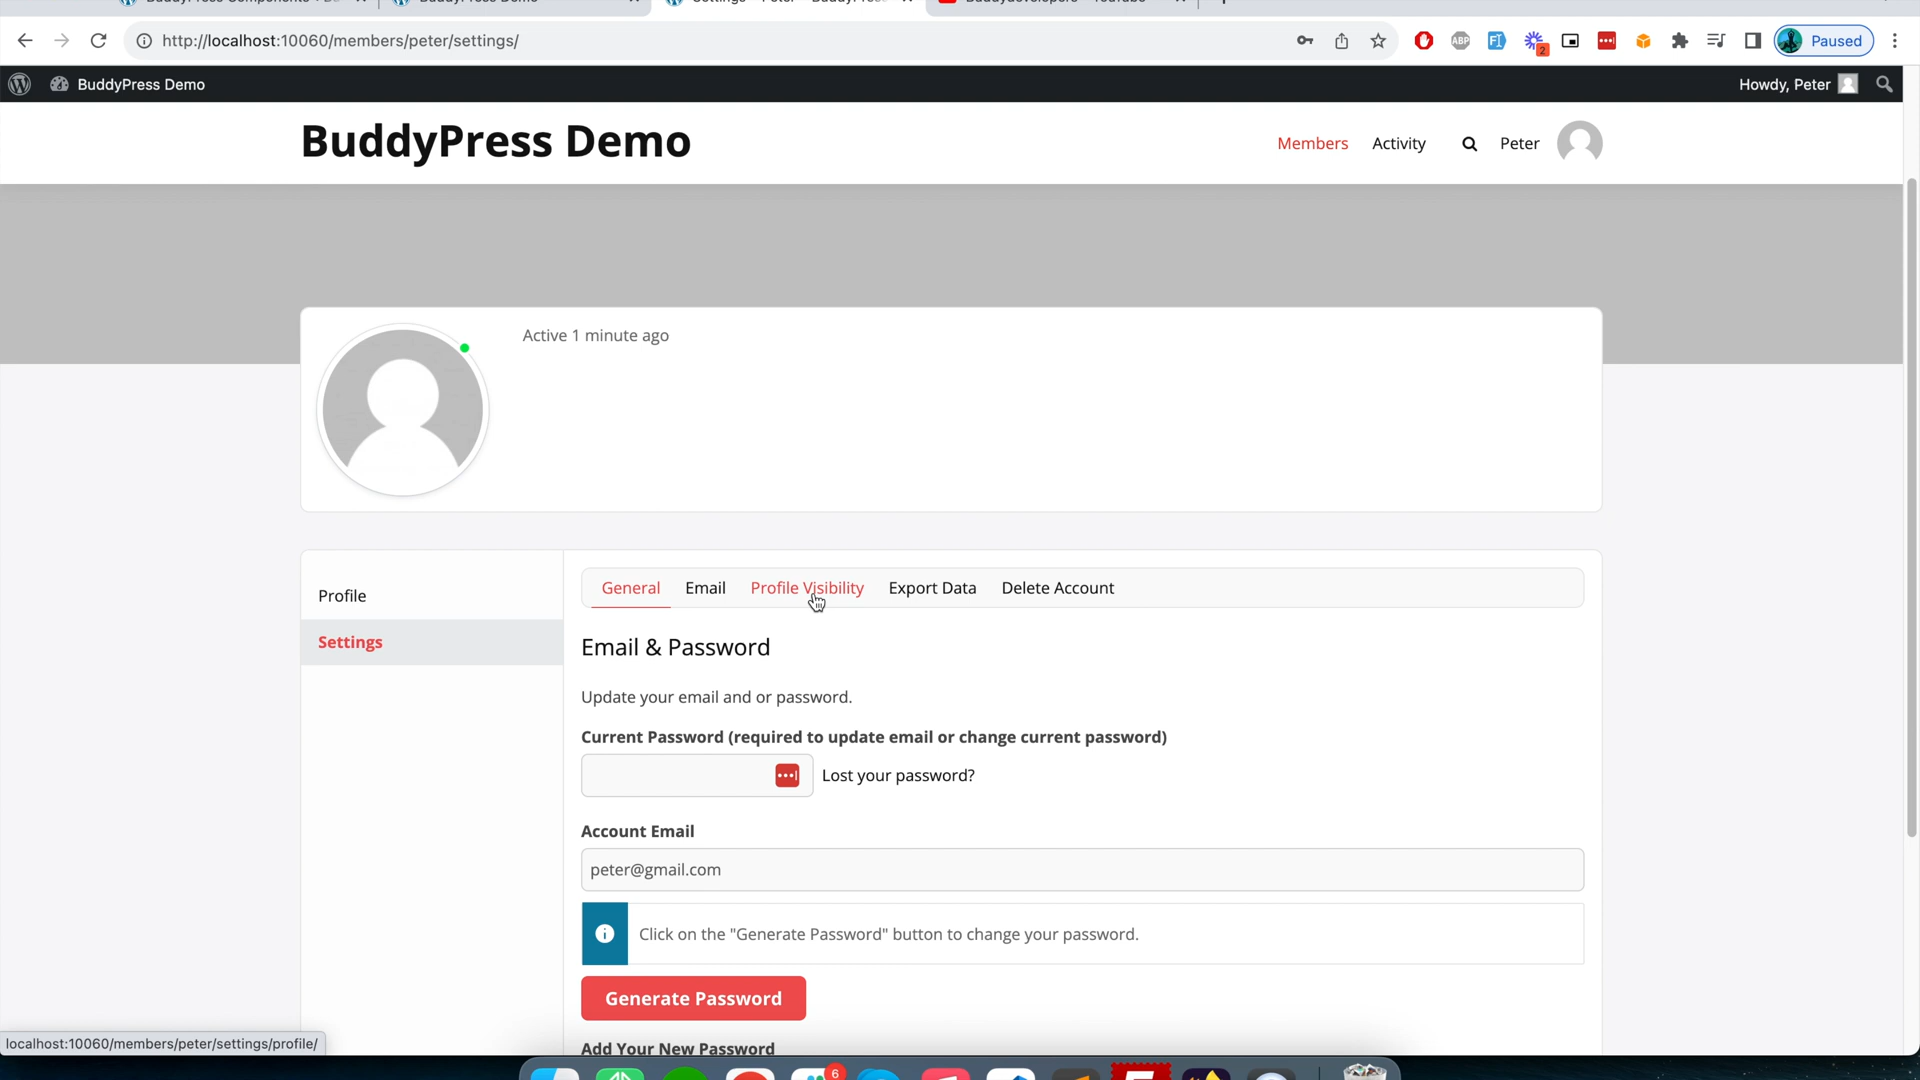 http://localhost:10060/members/peter/settings/
ABP
2
Paused
BuddyPress Demo
Howdy, Peter
BuddyPress Demo
Members
Activity
Peter
Active 1 minute ago
Profile
Settings
General
Email
Profile Visibility
Export Data
Delete Account
Email & Password
Update your email and or password.
Current Password (required to update email or change current password)
Lost your password?
Account Email
peter@gmail.com
Click on the "Generate Password" button to change your password.
Generate Password
Add Your New Password
localhost:10060/members/peter/settings/profile/
6